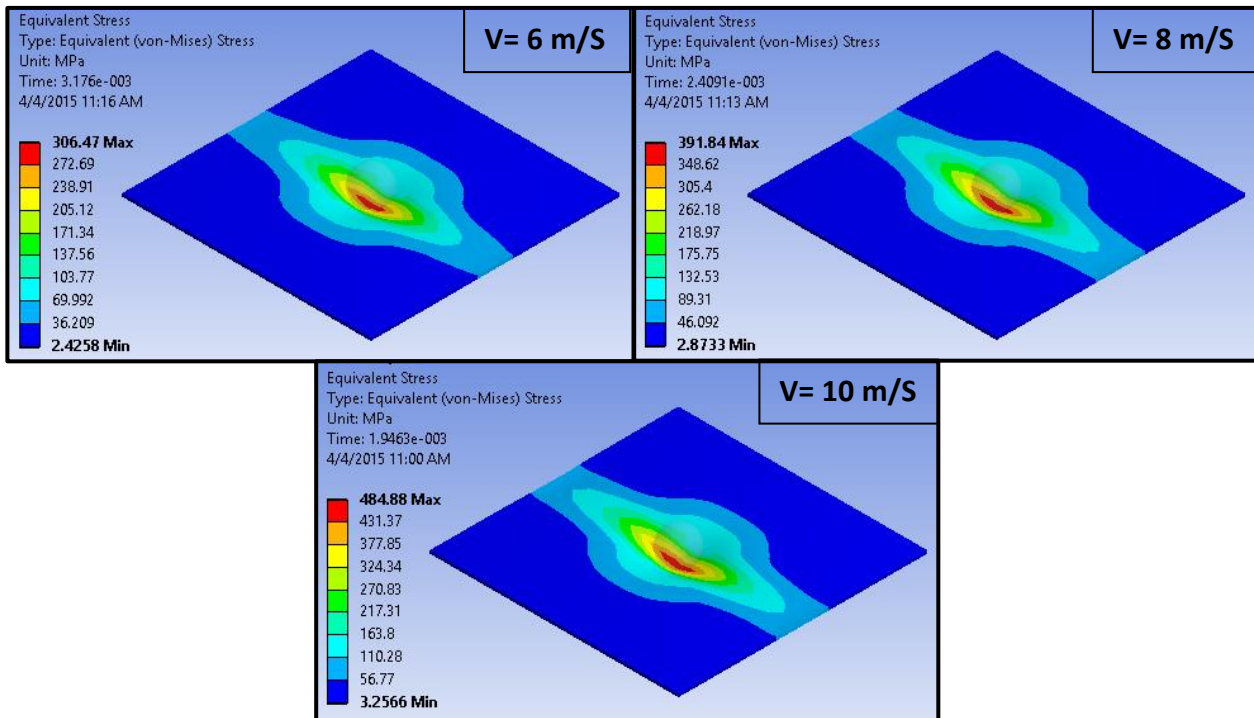 Equivalent Stress
Type: Equivalent (von-Mises) Stress
Unit: MPa
Time: 3.176e-003
4/4/2015 11:16 AM
V= 6 m/S
306.47 Max
272.69
238.91
205.12
171.34
137.56
103.77
69.992
36.209
2.4258 Min
Equivalent Stress
Type: Equivalent (von-Mises) Stress
Unit: MPa
Time: 2.4091e-003
4/4/2015 11:13 AM
V= 8 m/S
391.84 Max
348.62
305.4
262.18
218.97
175.75
132.53
89.31
46.092
2.8733 Min
Equivalent Stress
Type: Equivalent (von-Mises) Stress
Unit: MPa
Time: 1.9463e-003
4/4/2015 11:00 AM
V= 10 m/S
484.88 Max
431.37
377.85
324.34
270.83
217.31
163.8
110.28
56.77
3.2566 Min